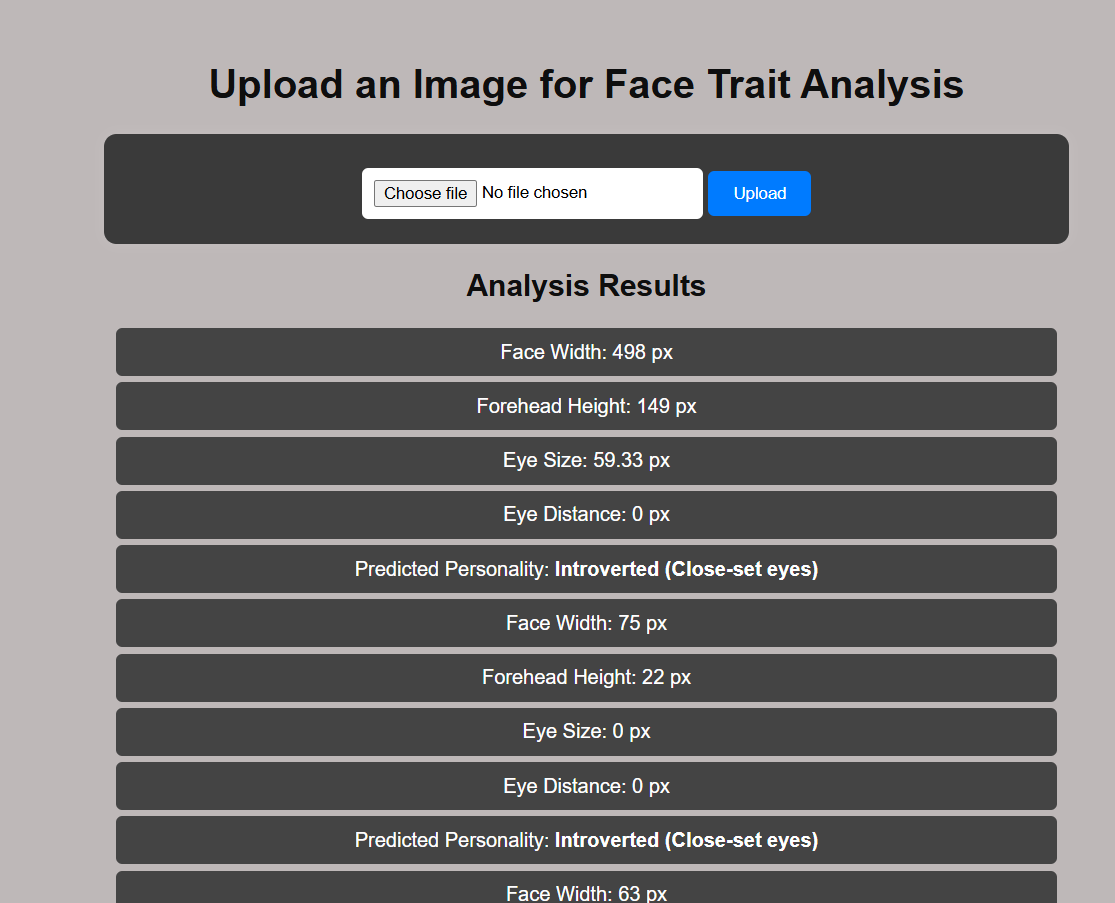 Upload an Image for Face Trait Analysis
Choose file No file chosen Upload
Analysis Results
Face Width: 498 px
Forehead Height: 149 px
Eye Size: 59.33 px
Eye Distance: 0 px
Predicted Personality: Introverted (Close-set eyes)
Face Width: 75 px
Forehead Height: 22 px
Eye Size: 0 px
Eye Distance: 0 px
Predicted Personality: Introverted (Close-set eyes)
Face Width: 63 px